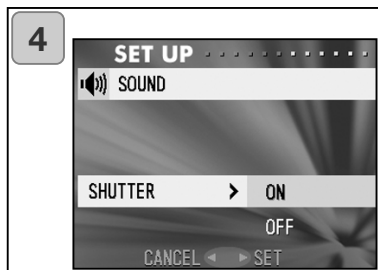 4
SET UP
SOUND
SHUTTER > ON
OFF
CANCEL ◄ ► SET